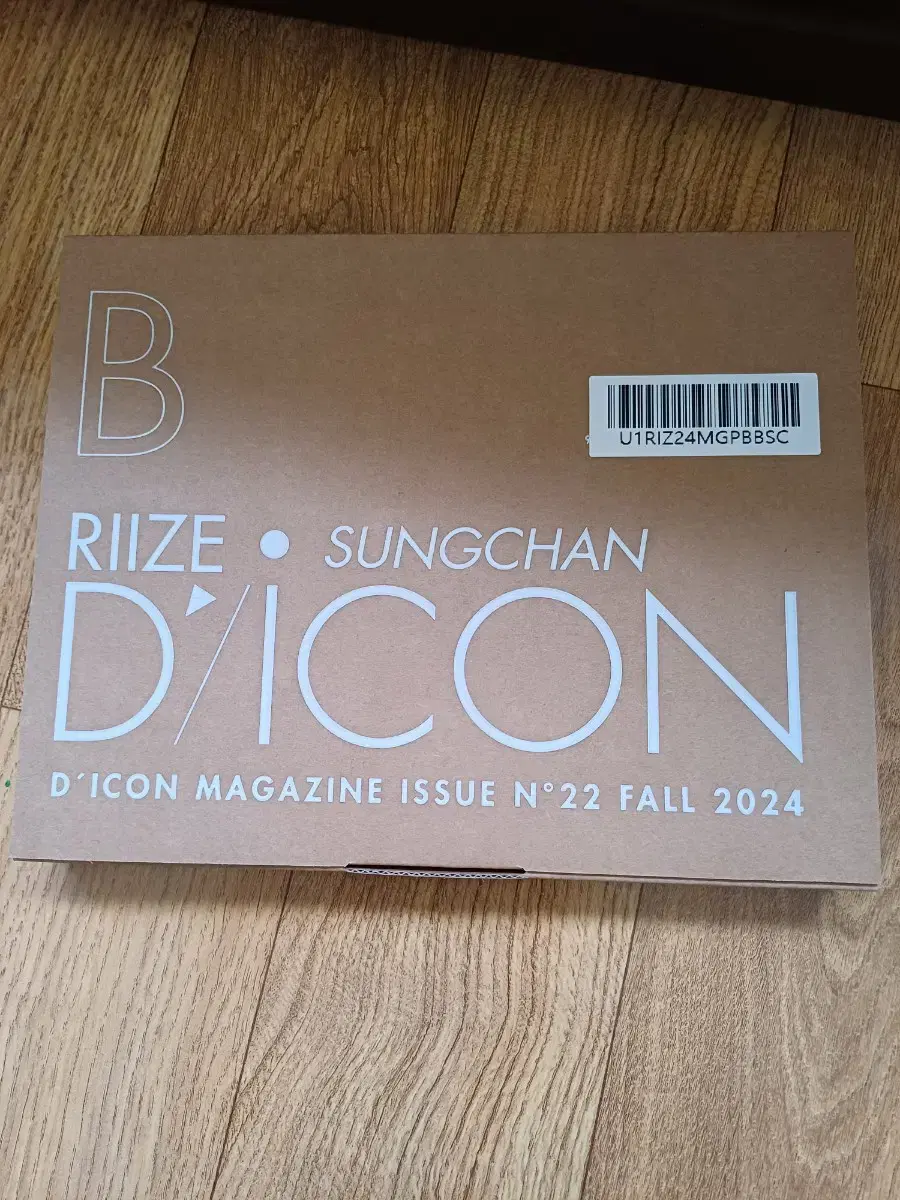 B
U1RIZ24MGPBBSC
RIIZE • SUNGCHAN
D'/ICON
D´ICON MAGAZINE ISSUE N°22 FALL 2024